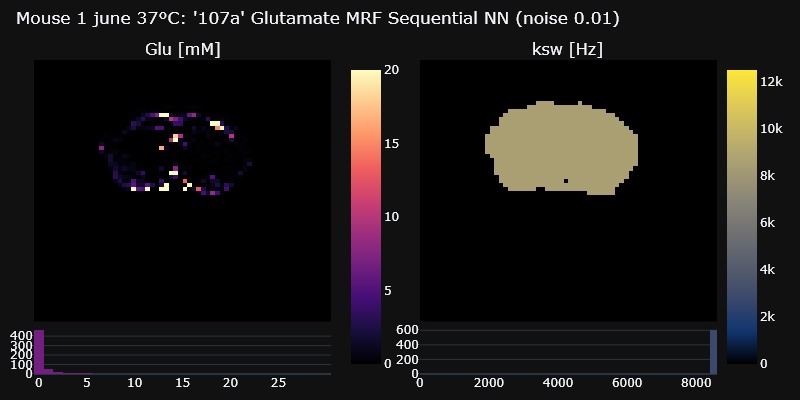 Mouse 1 june 37ºC: '107a' Glutamate MRF Sequential NN (noise 0.01)
Glu [mM]
ksw [Hz]
20
15
10
5
0
12k
10k
8k
6k
4k
2k
0
400
300
200
100
0
0 5 10 15 20 25
600
400
200
0
0 2000 4000 6000 8000